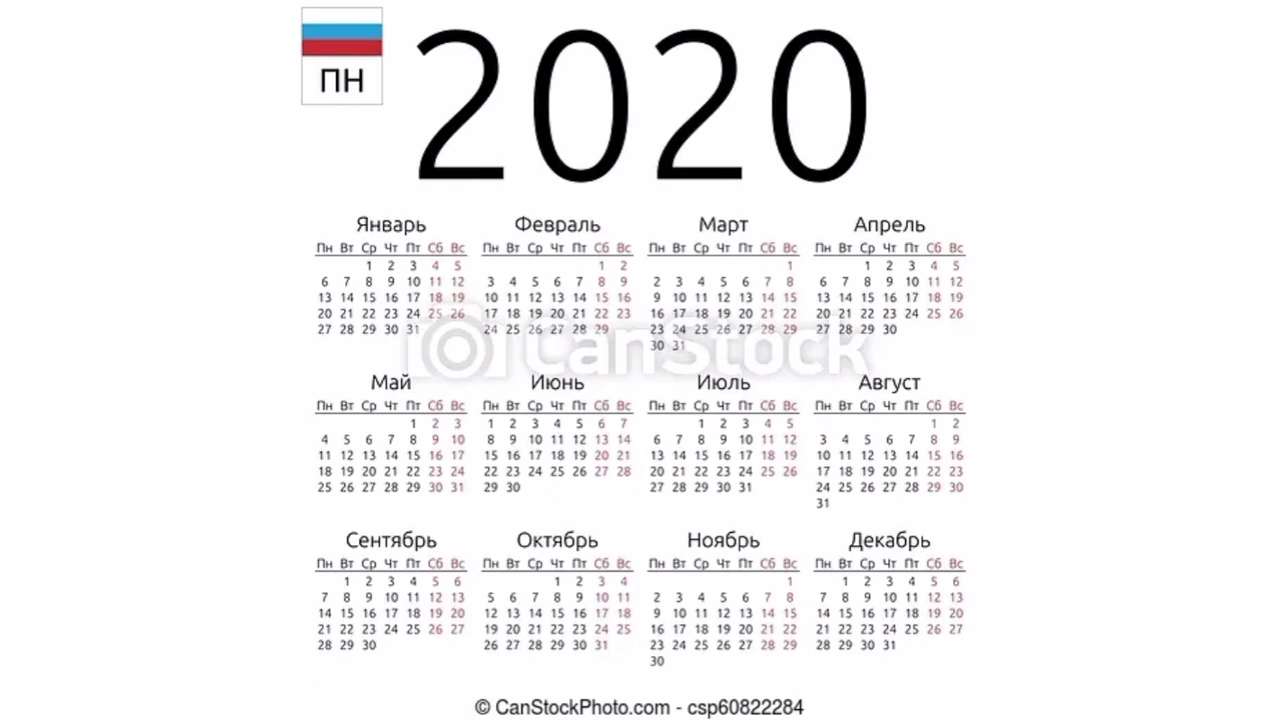 ПН
2020
Январь Февраль Март Апрель
Пн Вт Ср Чт Пт Сб Вс Пн Вт Ср Чт Пт Сб Вс Пн Вт Ср Чт Пт Сб Вс Пн Вт Ср Чт Пт Сб Вс
1 2 3 4 5 1 2 1 1 2 3 4 5
6 7 8 9 10 11 12 3 4 5 6 7 8 9 2 3 4 5 6 7 8 6 7 8 9 10 11 12
13 14 15 16 17 18 19 10 11 12 13 14 15 16 9 10 11 12 13 14 15 13 14 15 16 17 18 19
20 21 22 23 24 25 26 17 18 19 20 21 22 23 16 17 18 19 20 21 22 20 21 22 23 24 25 26
27 28 29 30 31 24 25 26 27 28 29 23 24 25 26 27 28 29 27 28 29 30
30 31
CanStock
Май Июнь Июль Август
Пн Вт Ср Чт Пт Сб Вс Пн Вт Ср Чт Пт Сб Вс Пн Вт Ср Чт Пт Сб Вс Пн Вт Ср Чт Пт Сб Вс
1 2 3 1 2 3 4 5 6 7 1 2 3 4 5 1 2
4 5 6 7 8 9 10 8 9 10 11 12 13 14 6 7 8 9 10 11 12 3 4 5 6 7 8 9
11 12 13 14 15 16 17 15 16 17 18 19 20 21 13 14 15 16 17 18 19 10 11 12 13 14 15 16
18 19 20 21 22 23 24 22 23 24 25 26 27 28 20 21 22 23 24 25 26 17 18 19 20 21 22 23
25 26 27 28 29 30 31 29 30 27 28 29 30 31 24 25 26 27 28 29 30
31
Сентябрь Октябрь Ноябрь Декабрь
Пн Вт Ср Чт Пт Сб Вс Пн Вт Ср Чт Пт Сб Вс Пн Вт Ср Чт Пт Сб Вс Пн Вт Ср Чт Пт Сб Вс
1 2 3 4 5 6 1 2 3 4 1 1 2 3 4 5 6
7 8 9 10 11 12 13 5 6 7 8 9 10 11 2 3 4 5 6 7 8 7 8 9 10 11 12 13
14 15 16 17 18 19 20 12 13 14 15 16 17 18 9 10 11 12 13 14 15 14 15 16 17 18 19 20
21 22 23 24 25 26 27 19 20 21 22 23 24 25 16 17 18 19 20 21 22 21 22 23 24 25 26 27
28 29 30 26 27 28 29 30 31 23 24 25 26 27 28 29 28 29 30 31
30
© CanStockPhoto.com - csp60822284